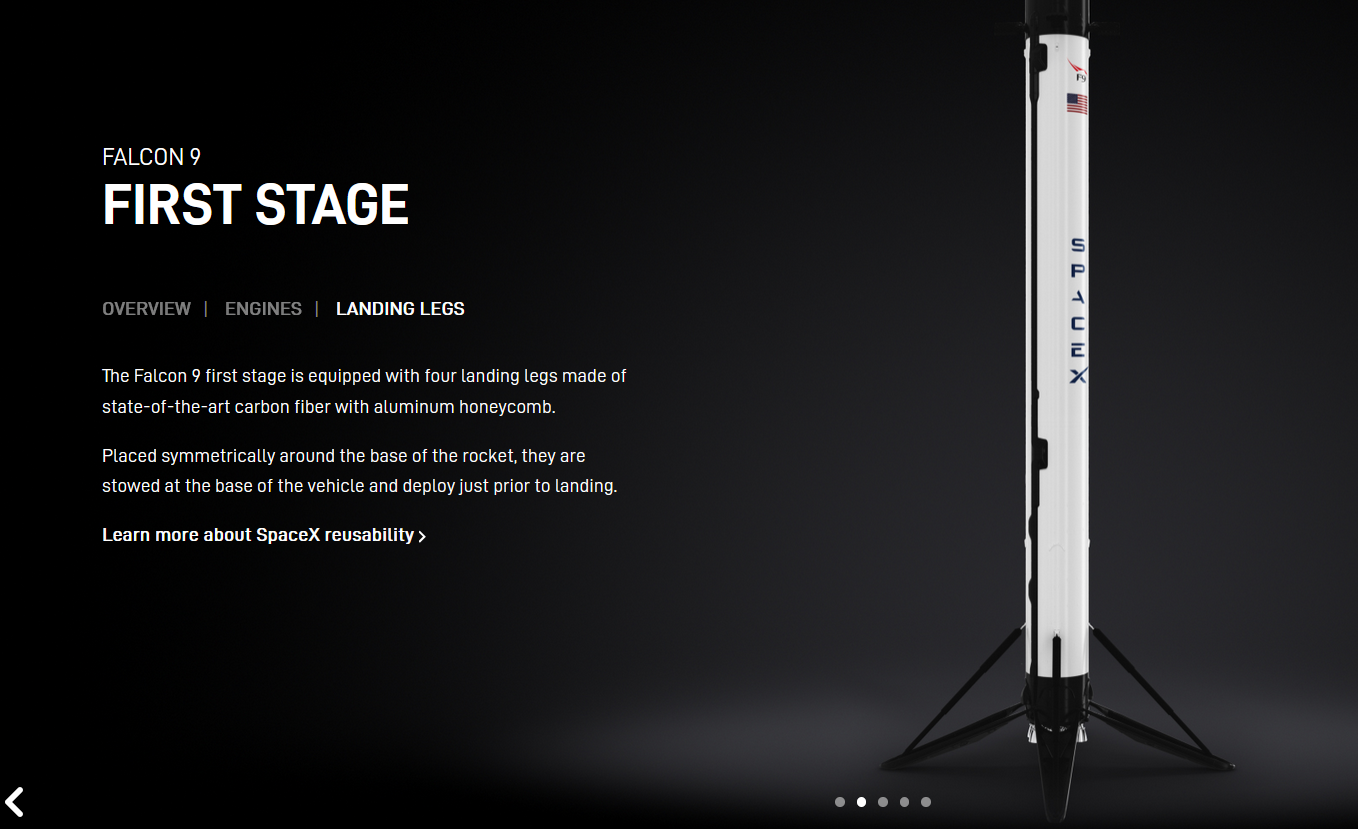 FALCON 9
FIRST STAGE
OVERVIEW | ENGINES | LANDING LEGS
The Falcon 9 first stage is equipped with four landing legs made of
state-of-the-art carbon fiber with aluminum honeycomb.
Placed symmetrically around the base of the rocket, they are
stowed at the base of the vehicle and deploy just prior to landing.
Learn more about SpaceX reusability >
F9
SPACEX